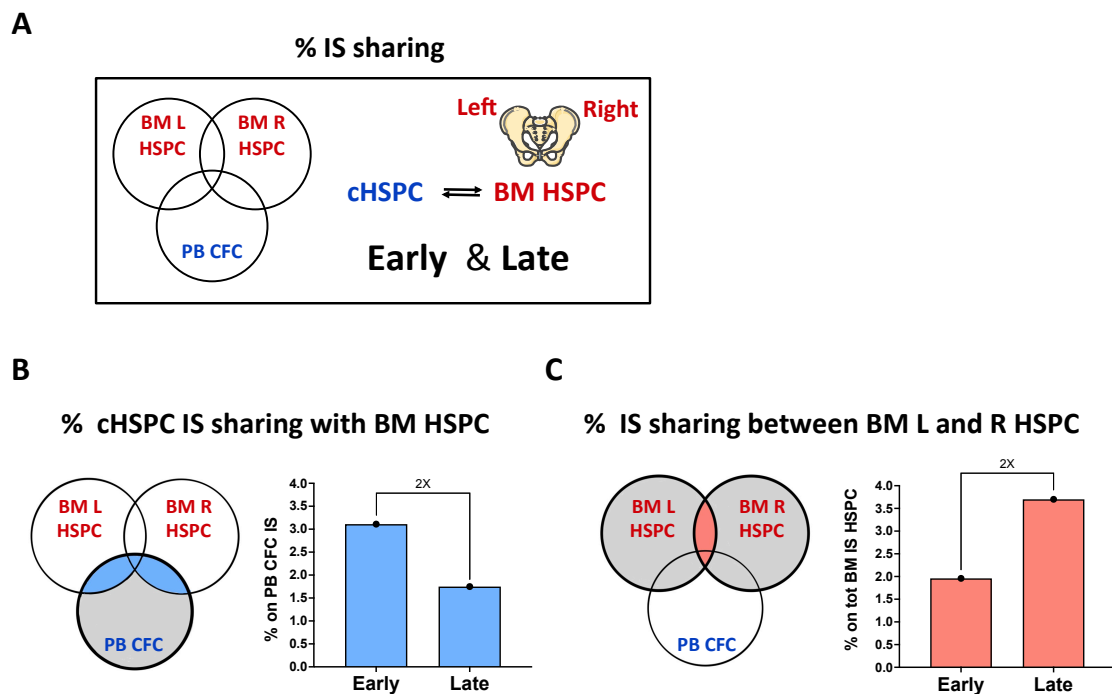 A
% IS sharing
BM L
HSPC
BM R
HSPC
PB CFC
Left
Right
cHSPC
BM HSPC
Early & Late
B
% cHSPC IS sharing with BM HSPC
BM L
HSPC
BM R
HSPC
PB CFC
% on PB CFC IS
4.0
3.5
3.0
2.5
2.0
1.5
1.0
0.5
0.0
2X
Early
Late
C
% IS sharing between BM L and R HSPC
BM L
HSPC
BM R
HSPC
PB CFC
% on tot BM IS HSPC
4.0
3.5
3.0
2.5
2.0
1.5
1.0
0.5
0.0
2X
Early
Late